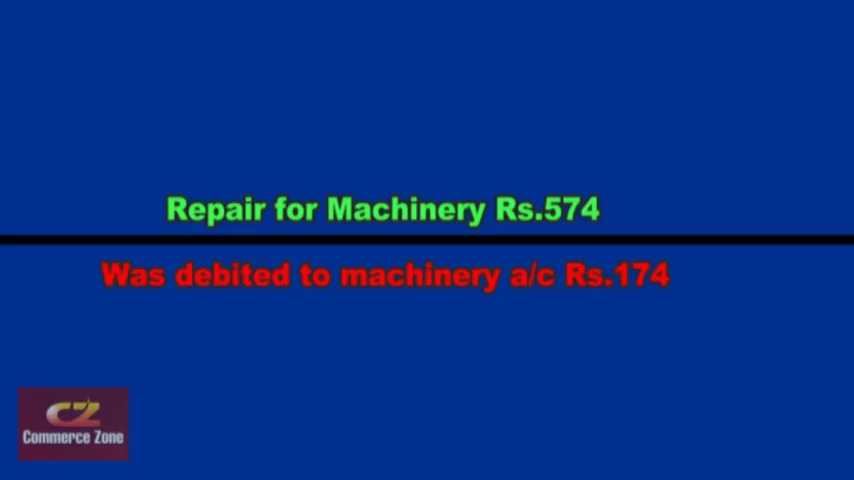 Repair for Machinery Rs.574
Was debited to machinery a/c Rs.174
CZ
Commerce Zone